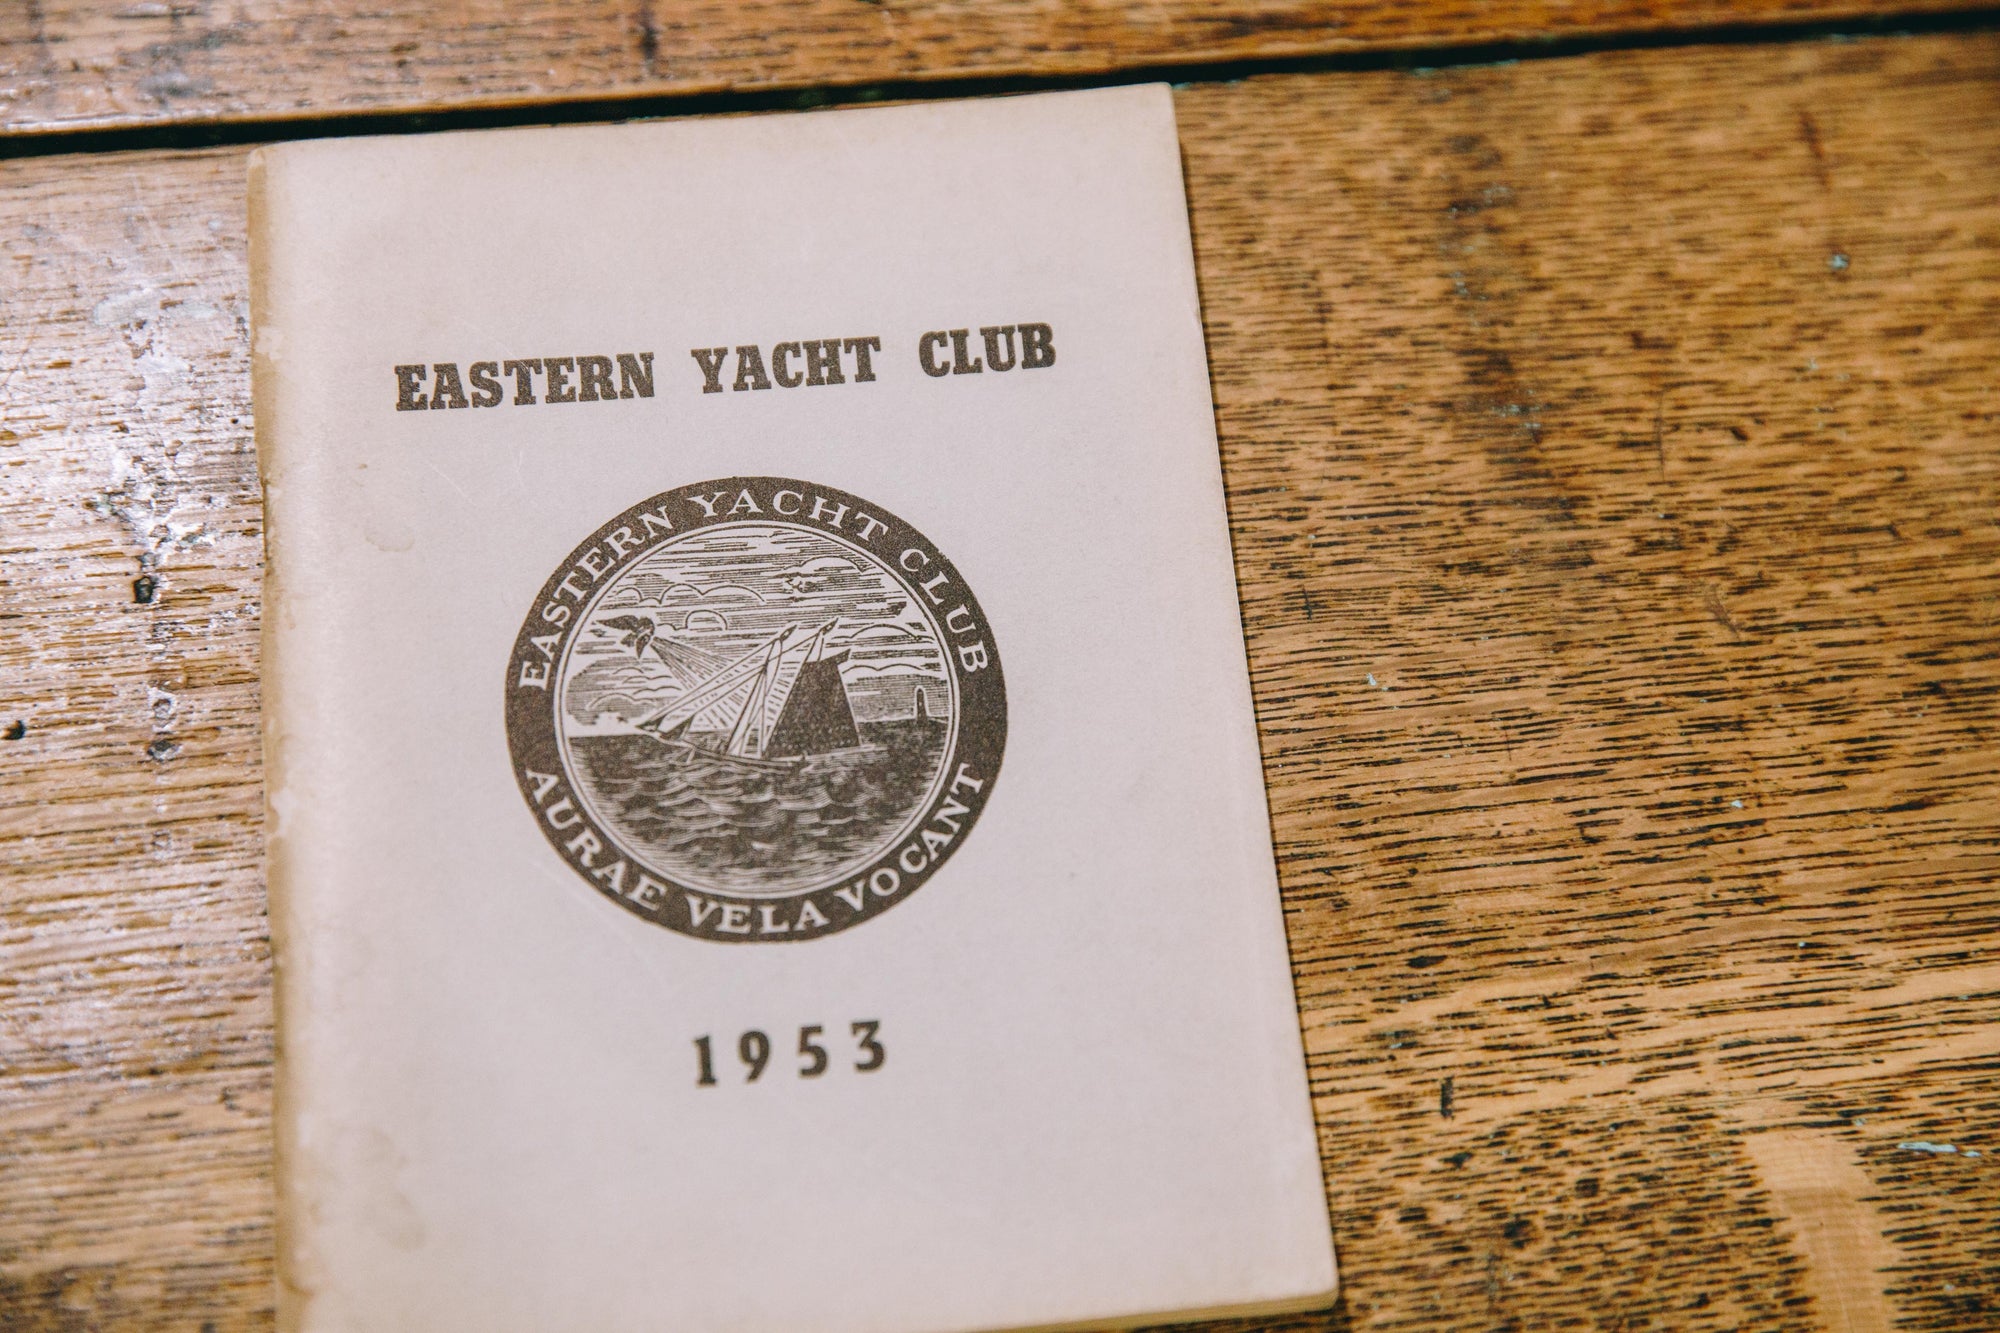 EASTERN YACHT CLUB
EASTERN YACHT CLUB
AURAE VELA VOCANT
1953